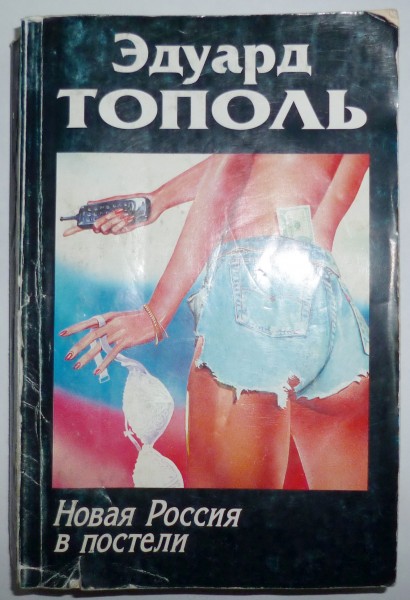 Эдуард
ТОПОЛЬ
Новая Россия
в постели